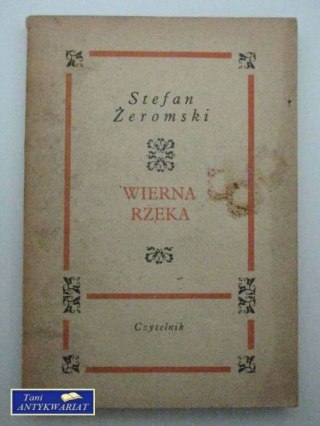 Stefan
Żeromski
WIERNA
RZEKA
Czytelnik
Tani
ANTYKWARIAT